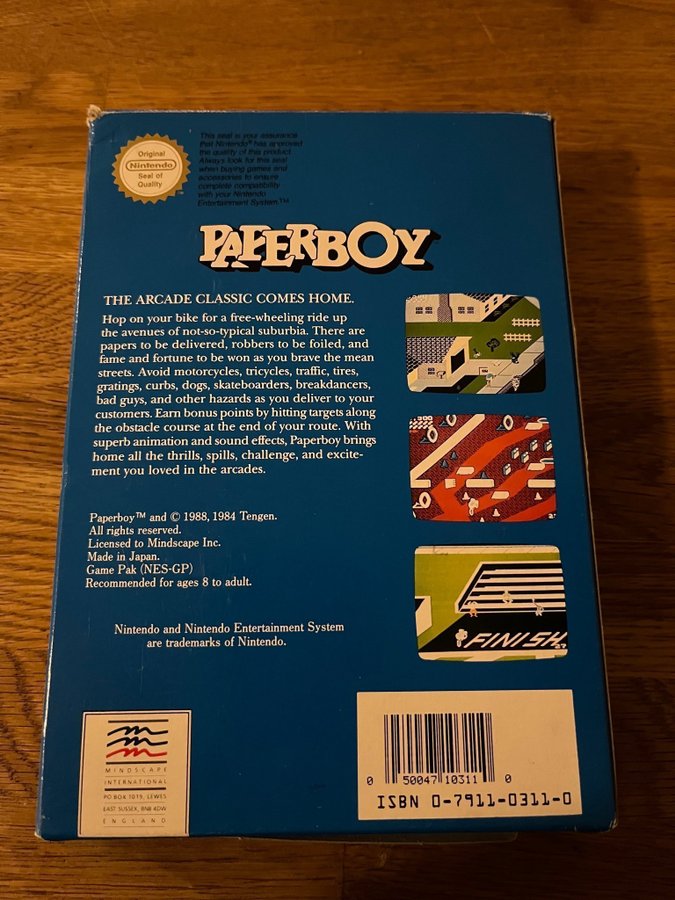 Original
Nintendo
Seal of
Quality
This seal is your assurance
that Nintendo® has approved
the quality of this product.
Always look for this seal
when buying games and
accessories to ensure
complete compatibility
with your Nintendo
Entertainment System.™
PAPERBOY
THE ARCADE CLASSIC COMES HOME.
Hop on your bike for a free-wheeling ride up
the avenues of not-so-typical suburbia. There are
papers to be delivered, robbers to be foiled, and
fame and fortune to be won as you brave the mean
streets. Avoid motorcycles, tricycles, traffic, tires,
gratings, curbs, dogs, skateboarders, breakdancers,
bad guys, and other hazards as you deliver to your
customers. Earn bonus points by hitting targets along
the obstacle course at the end of your route. With
superb animation and sound effects, Paperboy brings
home all the thrills, spills, challenge, and excite-
ment you loved in the arcades.
FINISH
Paperboy™ and © 1988, 1984 Tengen.
All rights reserved.
Licensed to Mindscape Inc.
Made in Japan.
Game Pak (NES-GP)
Recommended for ages 8 to adult.
Nintendo and Nintendo Entertainment System
are trademarks of Nintendo.
MINDSCAPE
INTERNATIONAL
PO BOX 1019, LEWES
EAST SUSSEX, BN8 4DW
ENGLAND
0 50047 10311 0
ISBN 0-7911-0311-0